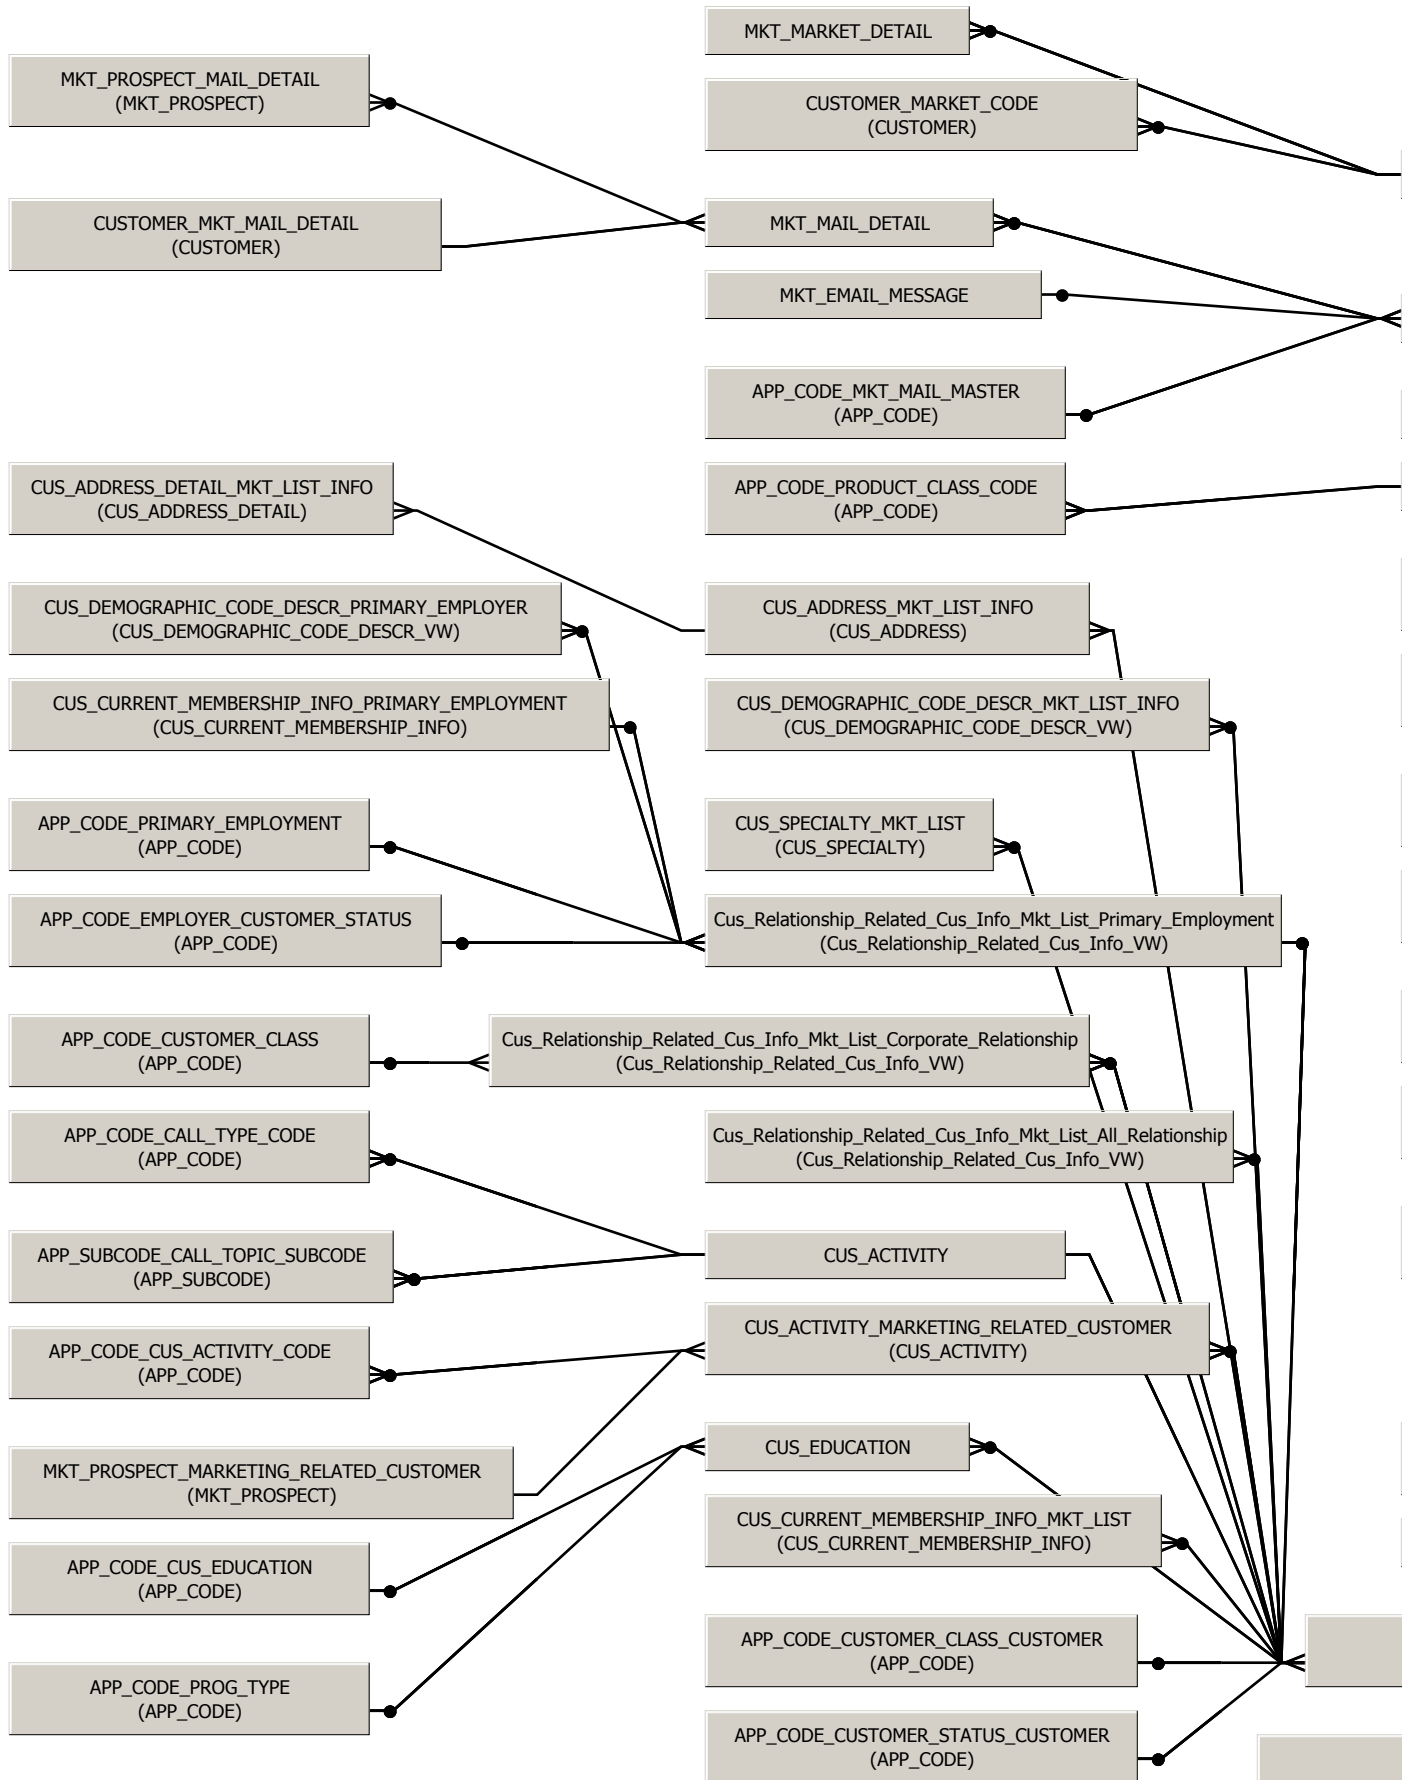 MKT_PROSPECT_MAIL_DETAIL
(MKT_PROSPECT)
CUSTOMER_MKT_MAIL_DETAIL
(CUSTOMER)
CUS_ADDRESS_DETAIL_MKT_LIST_INFO
(CUS_ADDRESS_DETAIL)
CUS_DEMOGRAPHIC_CODE_DESCR_PRIMARY_EMPLOYER
(CUS_DEMOGRAPHIC_CODE_DESCR_VW)
CUS_CURRENT_MEMBERSHIP_INFO_PRIMARY_EMPLOYMENT
(CUS_CURRENT_MEMBERSHIP_INFO)
APP_CODE_PRIMARY_EMPLOYMENT
(APP_CODE)
APP_CODE_EMPLOYER_CUSTOMER_STATUS
(APP_CODE)
APP_CODE_CUSTOMER_CLASS
(APP_CODE)
APP_CODE_CALL_TYPE_CODE
(APP_CODE)
APP_SUBCODE_CALL_TOPIC_SUBCODE
(APP_SUBCODE)
APP_CODE_CUS_ACTIVITY_CODE
(APP_CODE)
MKT_PROSPECT_MARKETING_RELATED_CUSTOMER
(MKT_PROSPECT)
APP_CODE_CUS_EDUCATION
(APP_CODE)
APP_CODE_PROG_TYPE
(APP_CODE)
MKT_MARKET_DETAIL
CUSTOMER_MARKET_CODE
(CUSTOMER)
MKT_MAIL_DETAIL
MKT_EMAIL_MESSAGE
APP_CODE_MKT_MAIL_MASTER
(APP_CODE)
APP_CODE_PRODUCT_CLASS_CODE
(APP_CODE)
CUS_ADDRESS_MKT_LIST_INFO
(CUS_ADDRESS)
CUS_DEMOGRAPHIC_CODE_DESCR_MKT_LIST_INFO
(CUS_DEMOGRAPHIC_CODE_DESCR_VW)
CUS_SPECIALTY_MKT_LIST
(CUS_SPECIALTY)
Cus_Relationship_Related_Cus_Info_Mkt_List_Primary_Employment
(Cus_Relationship_Related_Cus_Info_VW)
Cus_Relationship_Related_Cus_Info_Mkt_List_Corporate_Relationship
(Cus_Relationship_Related_Cus_Info_VW)
Cus_Relationship_Related_Cus_Info_Mkt_List_All_Relationship
(Cus_Relationship_Related_Cus_Info_VW)
CUS_ACTIVITY
CUS_ACTIVITY_MARKETING_RELATED_CUSTOMER
(CUS_ACTIVITY)
CUS_EDUCATION
CUS_CURRENT_MEMBERSHIP_INFO_MKT_LIST
(CUS_CURRENT_MEMBERSHIP_INFO)
APP_CODE_CUSTOMER_CLASS_CUSTOMER
(APP_CODE)
APP_CODE_CUSTOMER_STATUS_CUSTOMER
(APP_CODE)